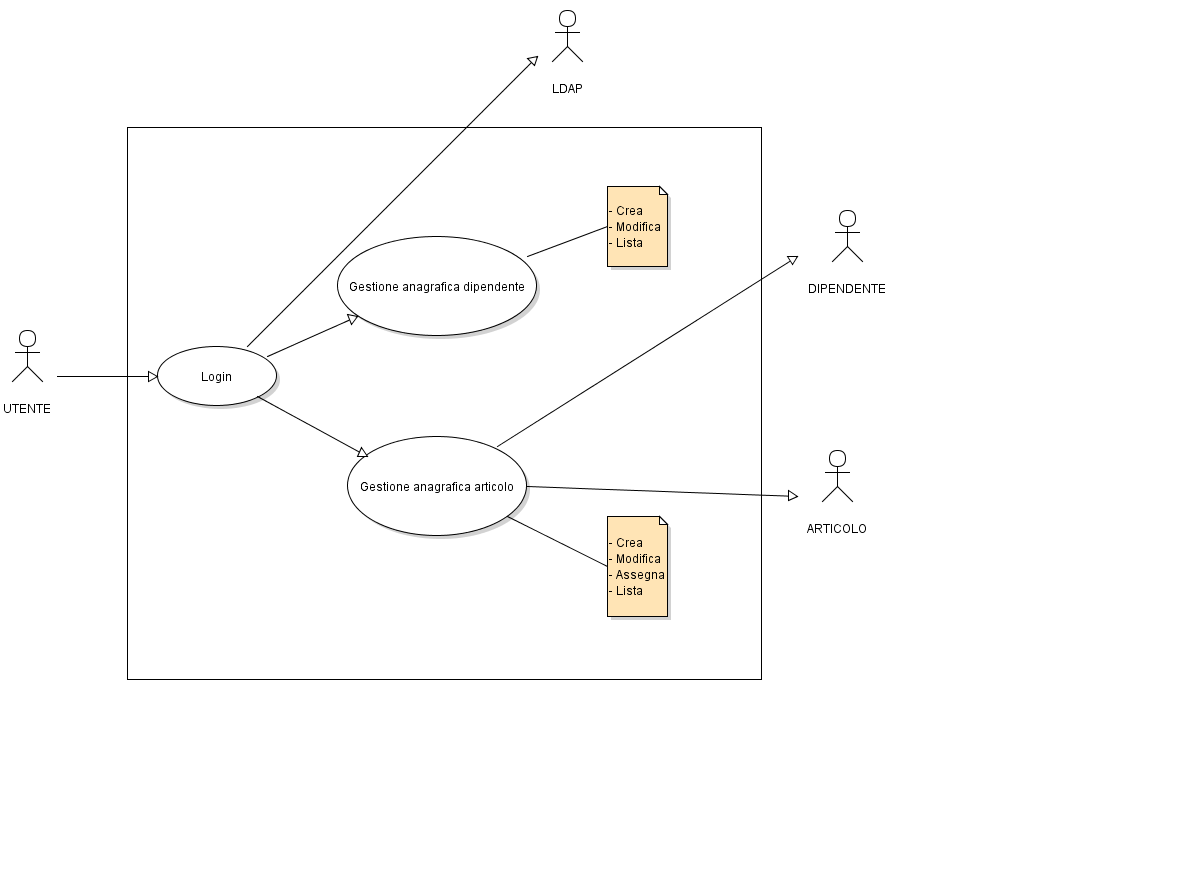 LDAP
- Crea
- Modifica
- Lista
Gestione anagrafica dipendente
DIPENDENTE
Login
UTENTE
Gestione anagrafica articolo
ARTICOLO
- Crea
- Modifica
- Assegna
- Lista